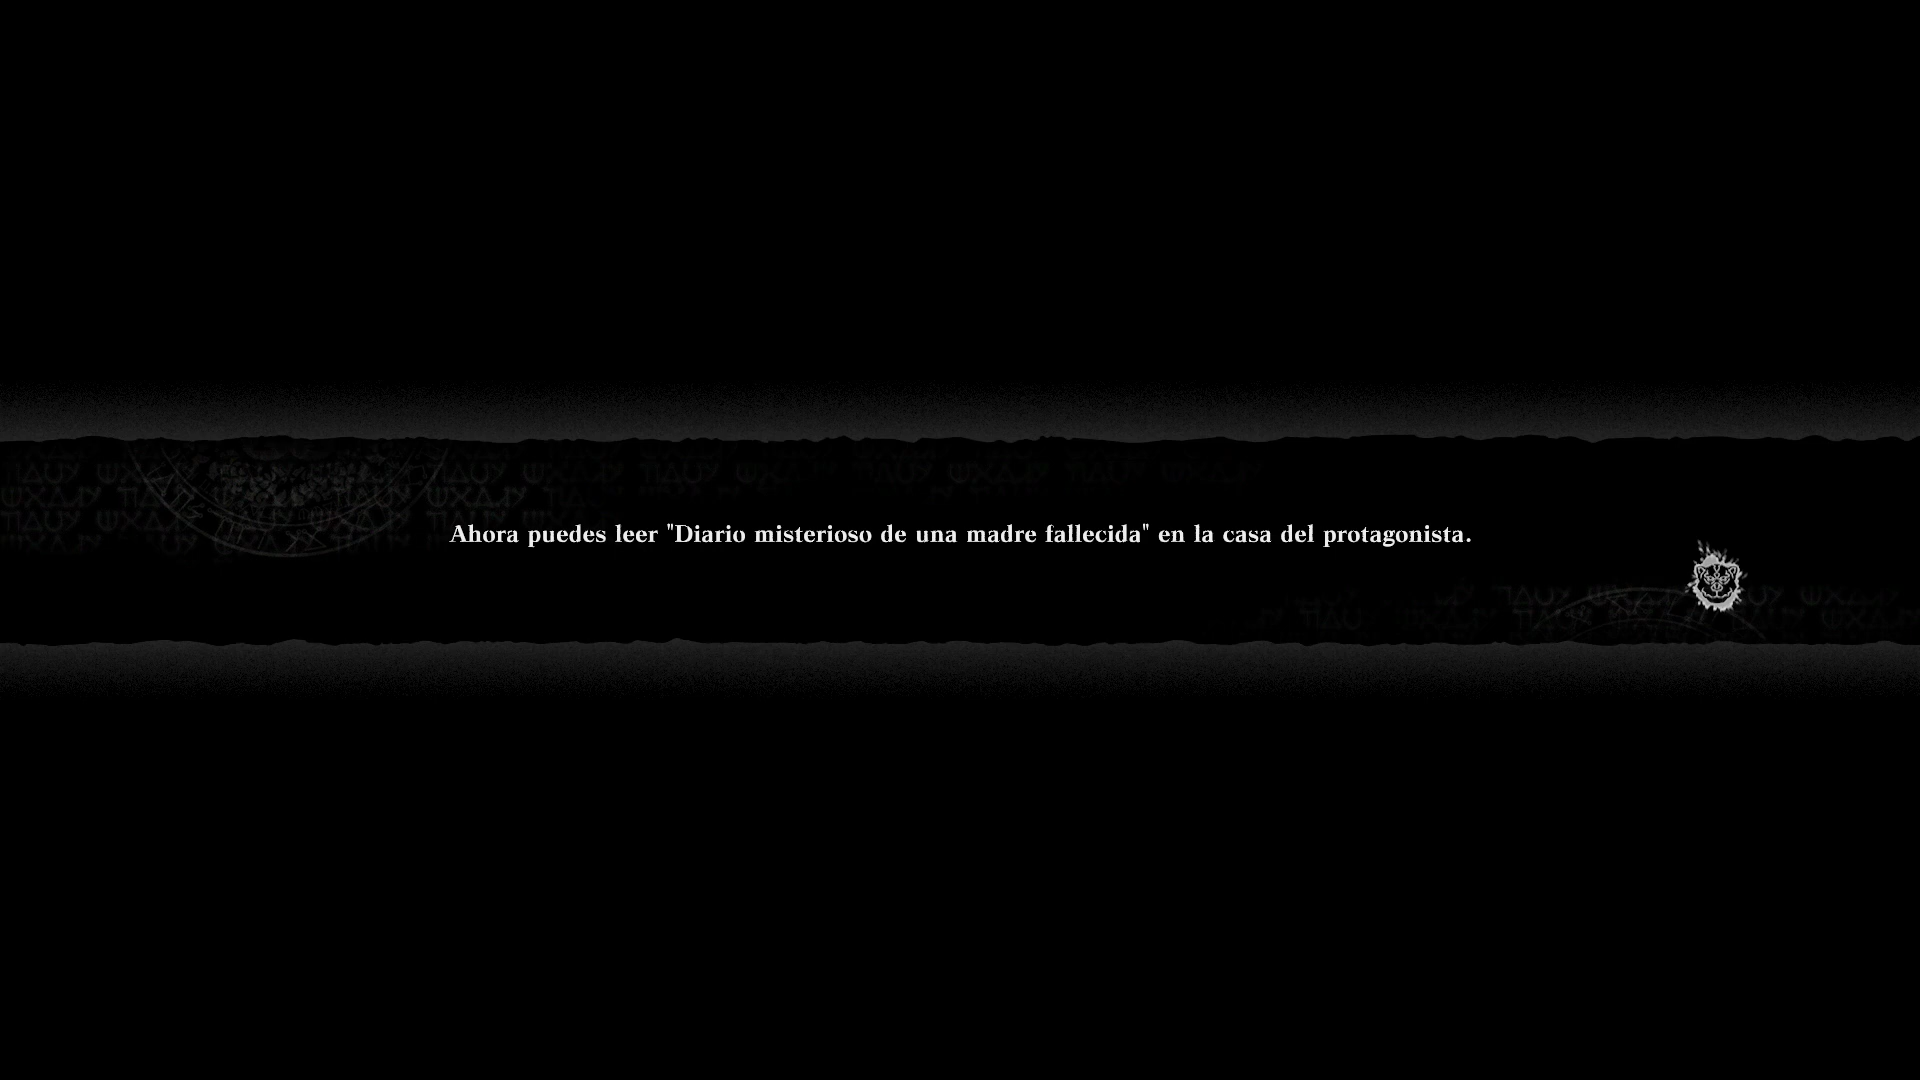 Ahora puedes leer "Diario misterioso de una madre fallecida" en la casa del protagonista.